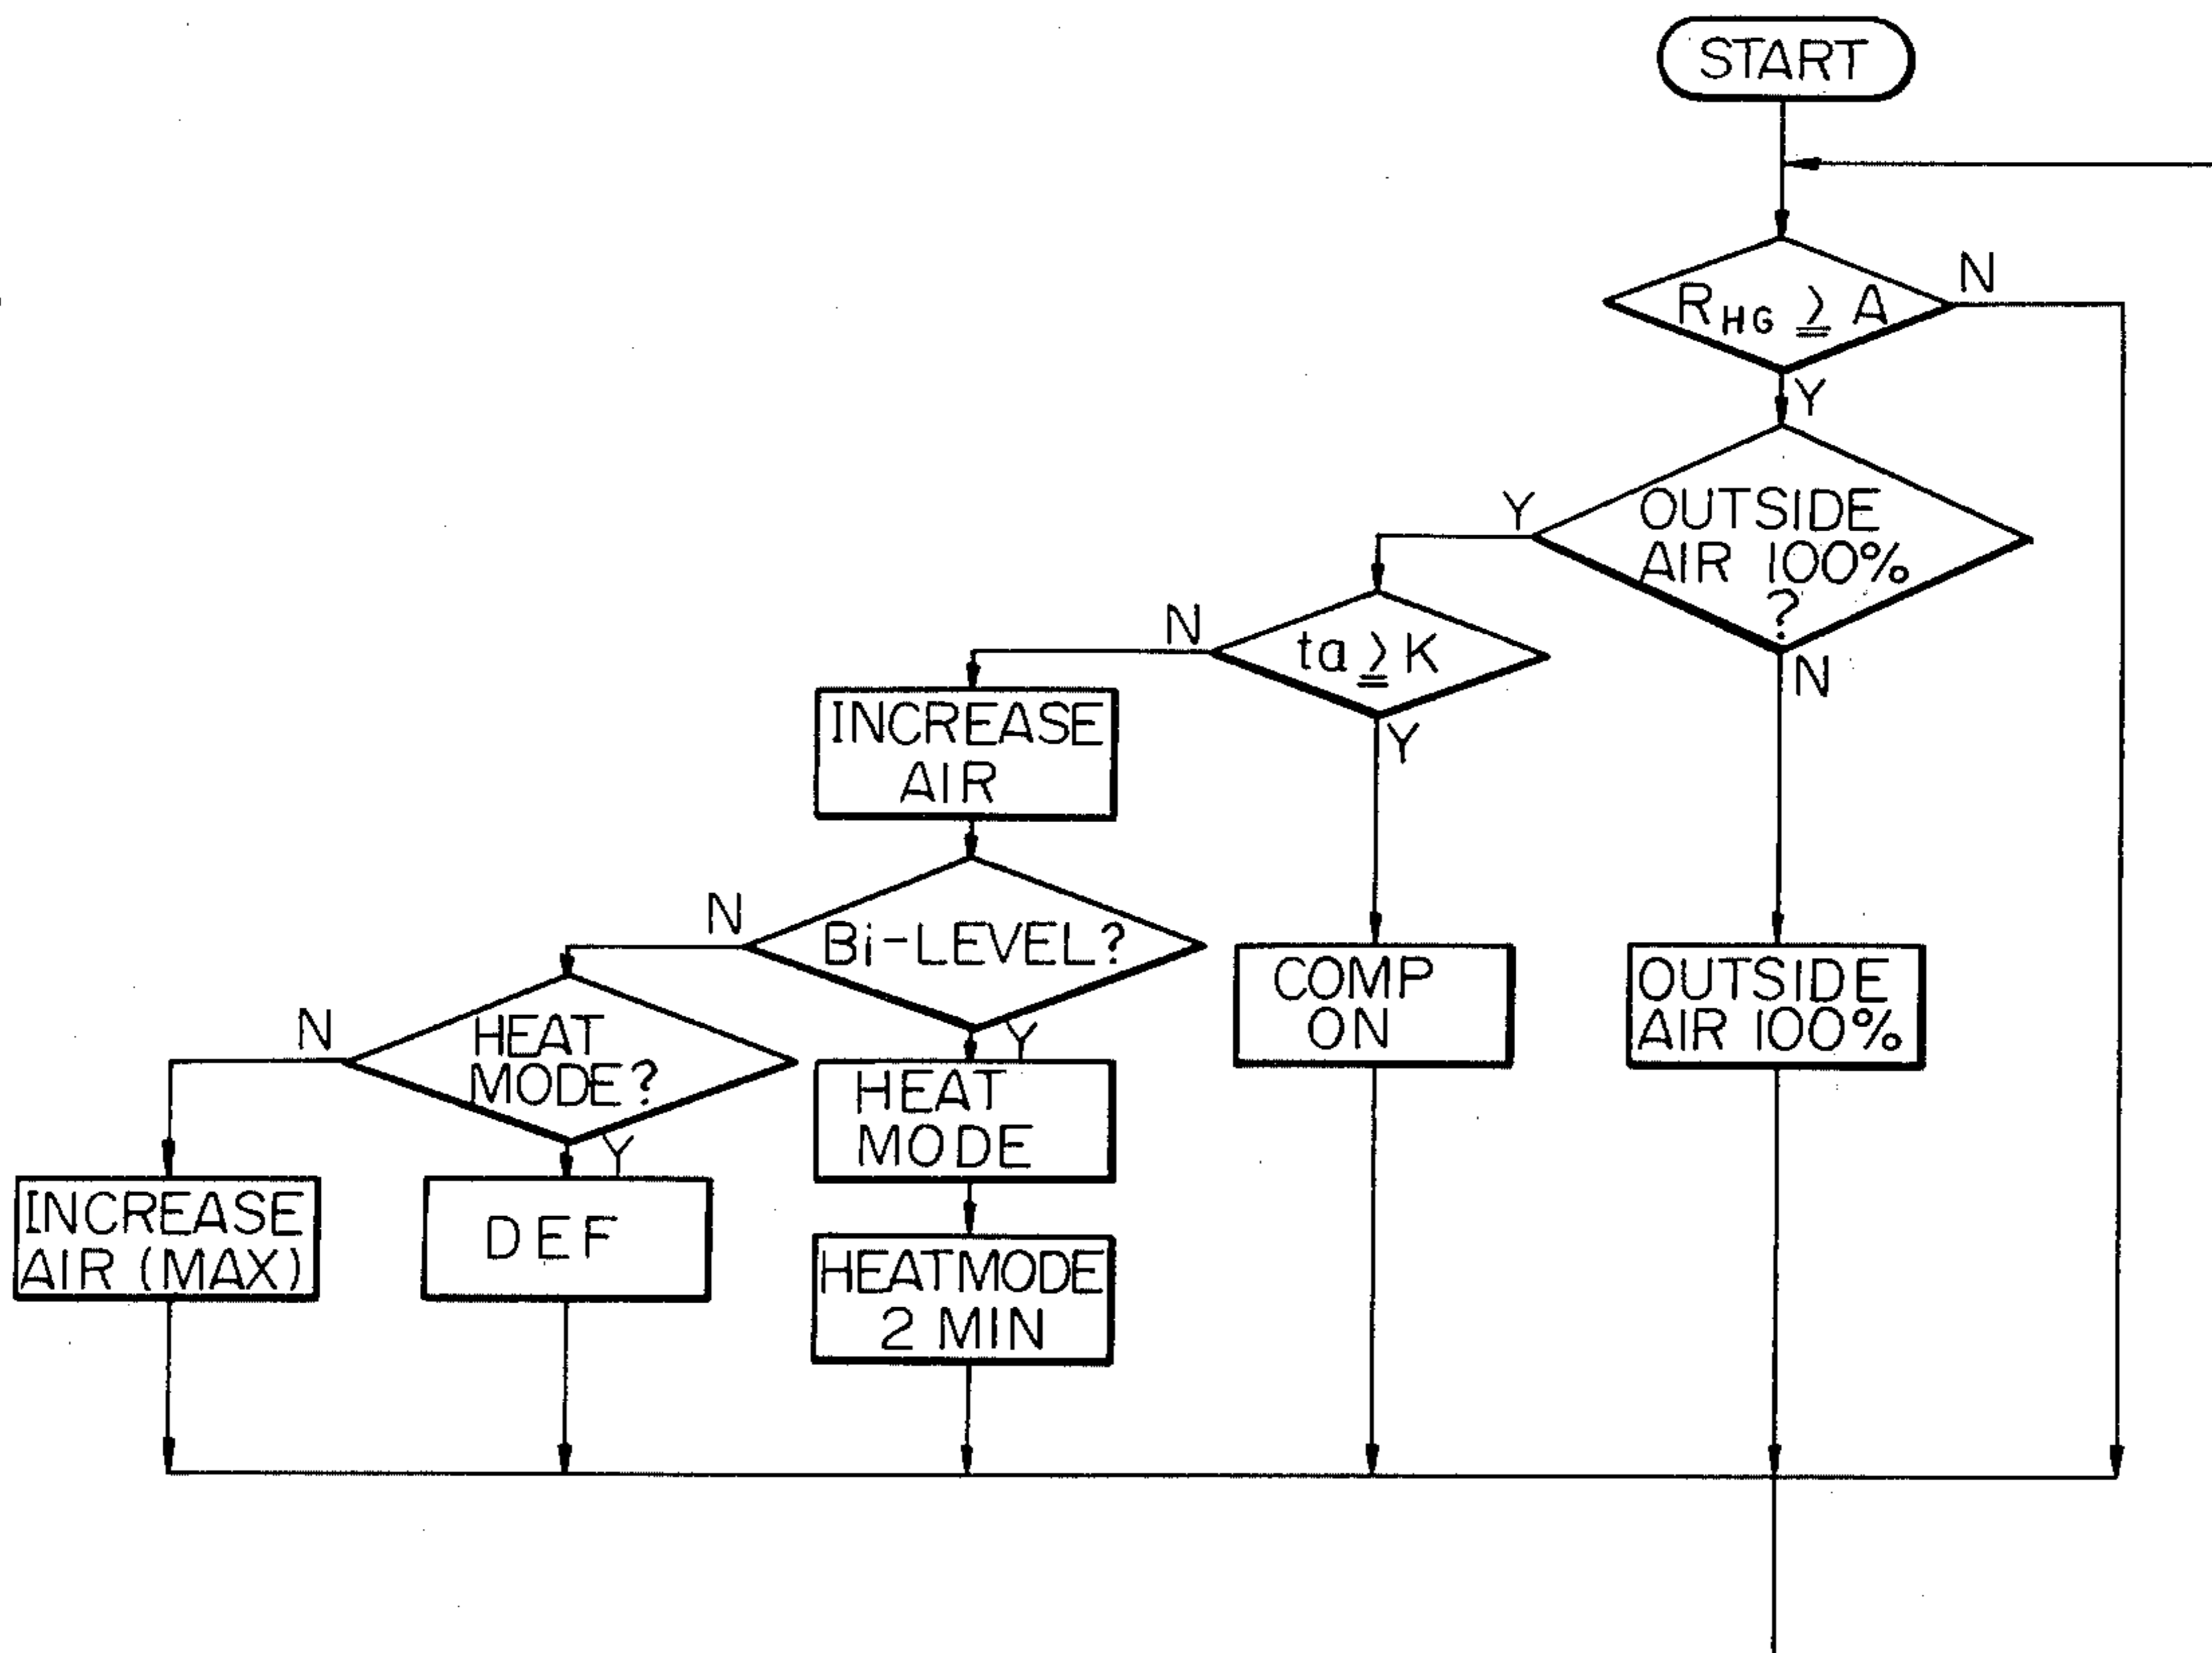 START
R_HG ≧ A
N
Y
OUTSIDE
AIR 100%
?
Y
N
ta ≧ K
N
Y
INCREASE
AIR
Bi-LEVEL?
N
Y
COMP
ON
OUTSIDE
AIR 100%
HEAT
MODE?
N
Y
HEAT
MODE
INCREASE
AIR (MAX)
DEF
HEATMODE
2 MIN